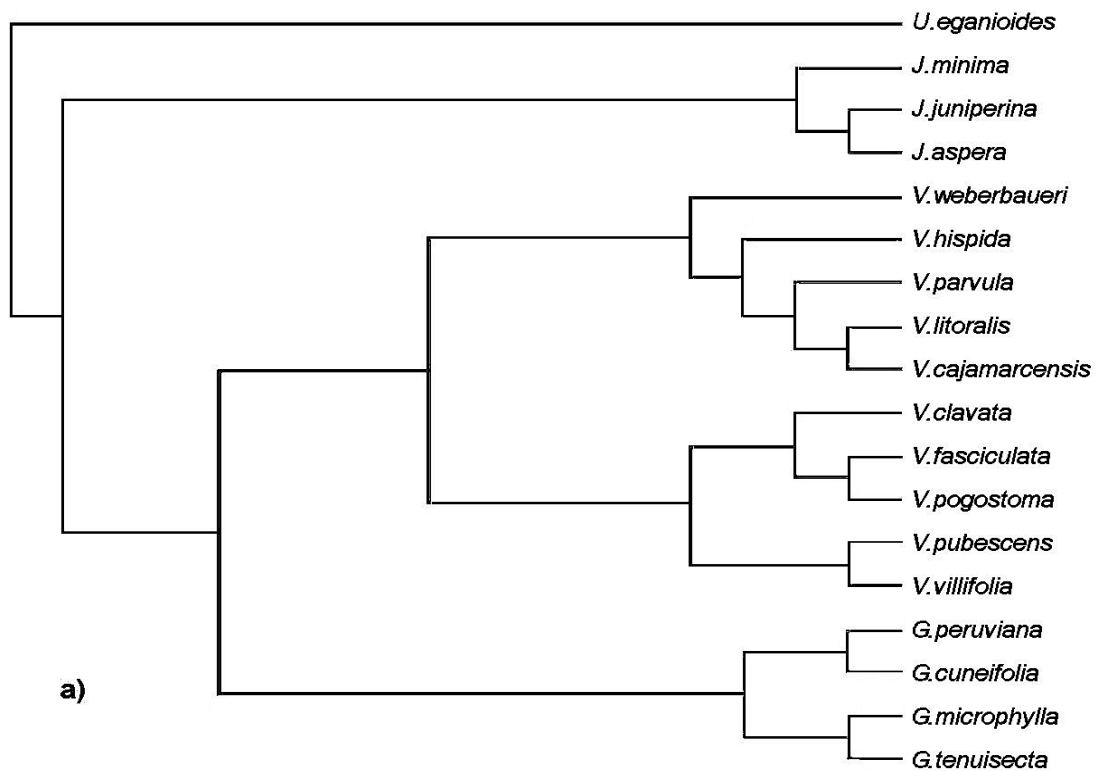 U.eganioides
J.minima
J.juniperina
J.aspera
V.weberbaueri
V.hispida
V.parvula
V.litoralis
V.cajamarcensis
V.clavata
V.fasciculata
V.pogostoma
V.pubescens
V.villifolia
G.peruviana
G.cuneifolia
a)
G.microphylla
G.tenuisecta